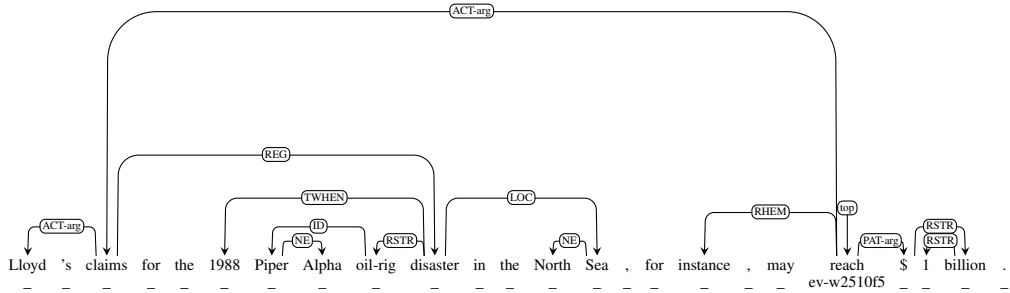 ACT-arg
REG
TWHEN LOC
ACT-arg ID RHEM top RSTR
NE RSTR NE PAT-arg RSTR
Lloyd 's claims for the 1988 Piper Alpha oil-rig disaster in the North Sea , for instance , may reach $ 1 billion .
_ _ _ _ _ _ _ _ _ _ _ _ _ _ _ _ _ _ _ ev-w2510f5 _ _ _ _